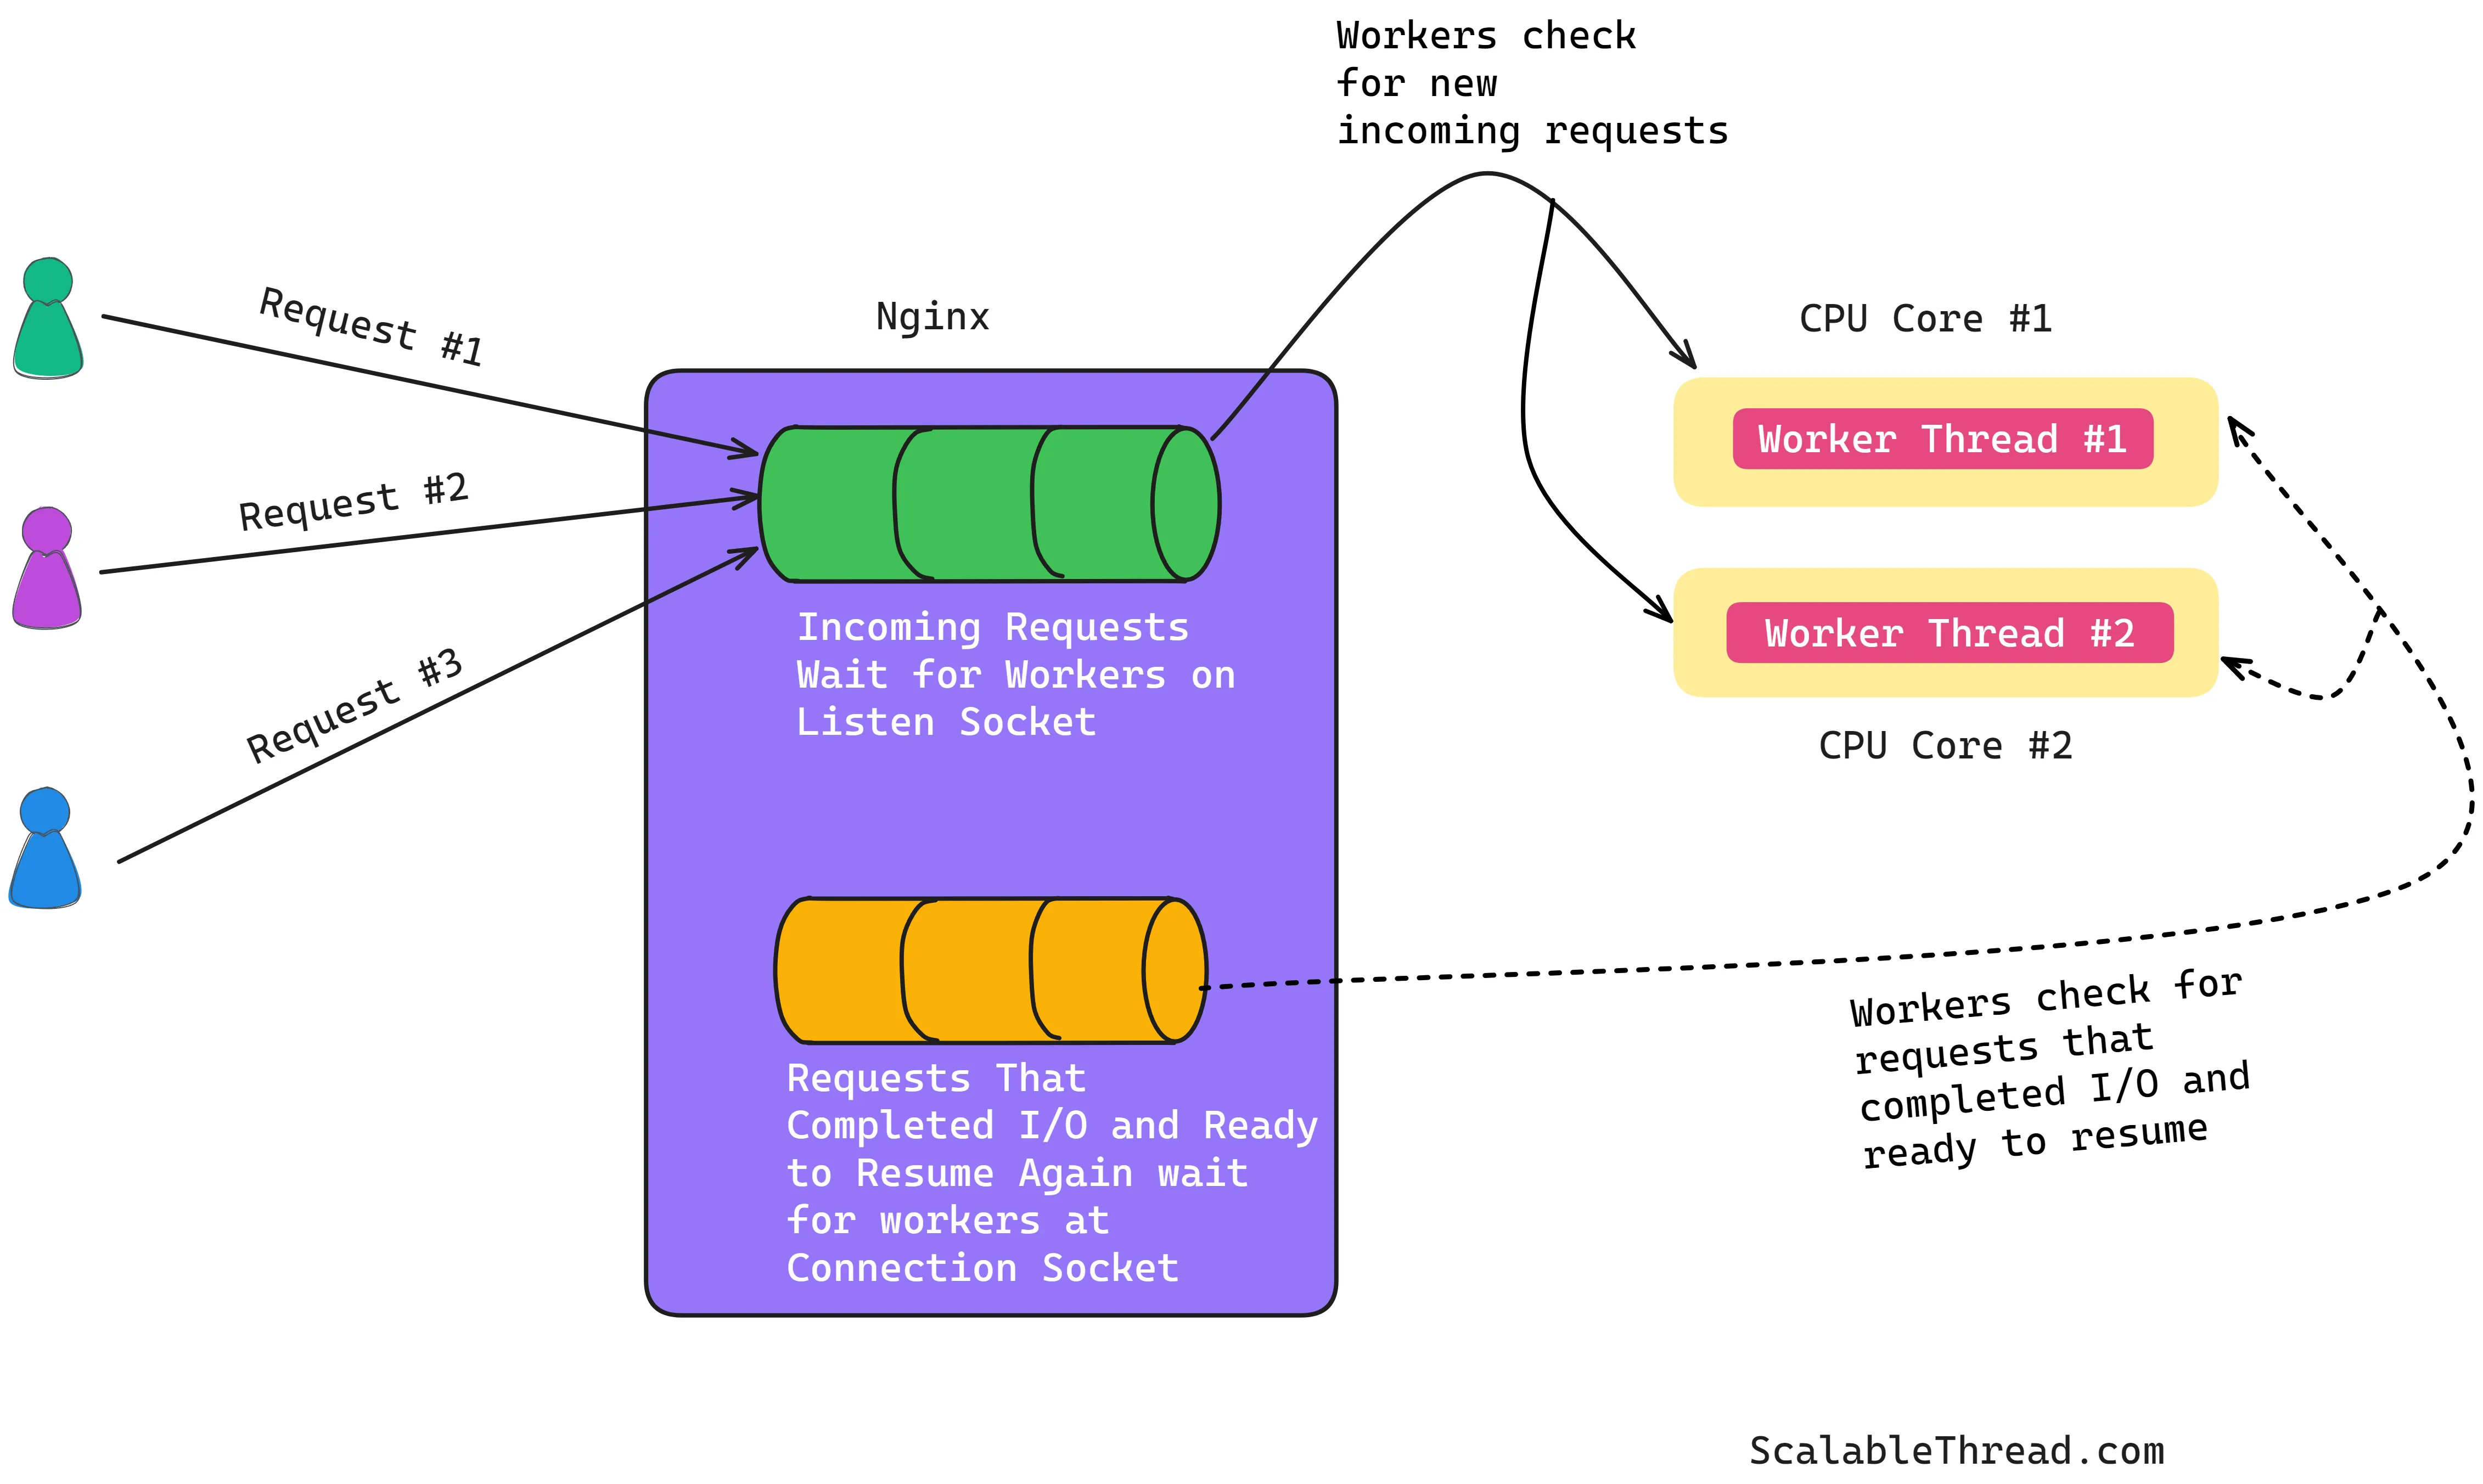 Workers check
for new
incoming requests
Request #1
Nginx
CPU Core #1
Worker Thread #1
Request #2
Incoming Requests
Wait for Workers on
Listen Socket
Worker Thread #2
CPU Core #2
Request #3
Workers check for
requests that
completed I/O and
ready to resume
Requests That
Completed I/O and Ready
to Resume Again wait
for workers at
Connection Socket
ScalableThread.com